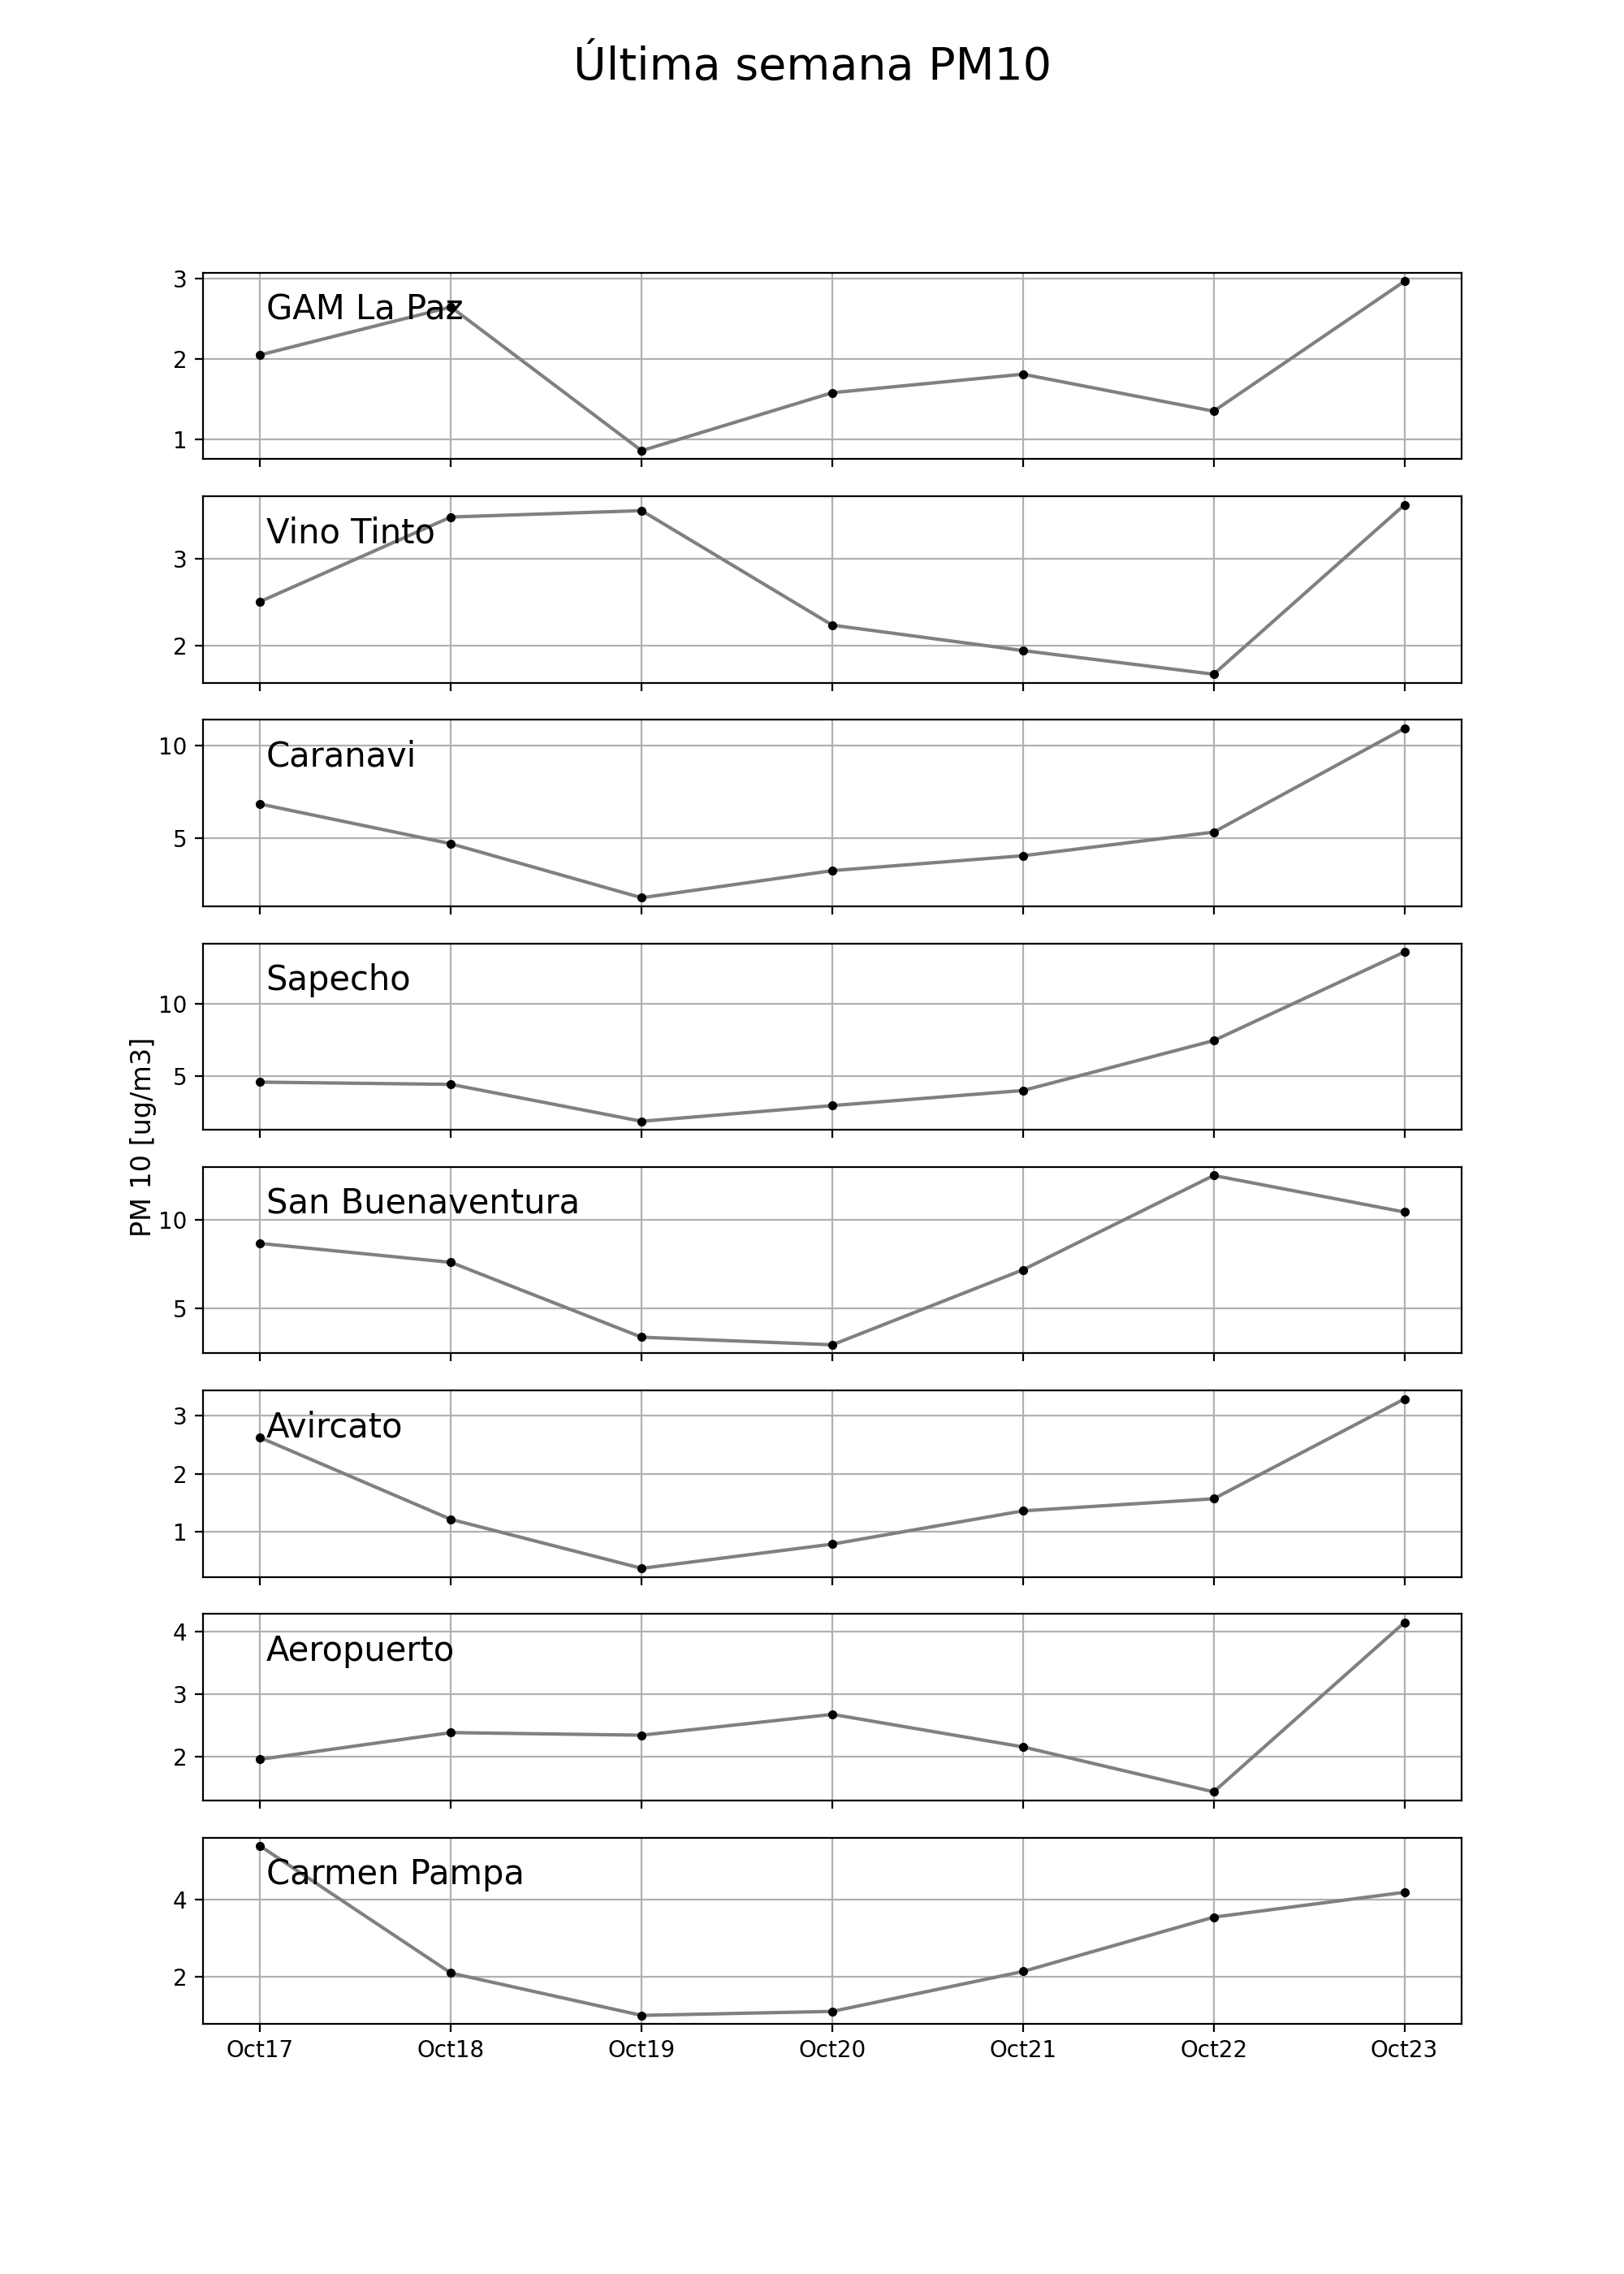 Última semana PM10
PM 10 [ug/m3]
GAM La Paz
3
2
1
Vino Tinto
3
2
Caranavi
10
5
Sapecho
10
5
San Buenaventura
10
5
Avircato
3
2
1
Aeropuerto
4
3
2
Carmen Pampa
4
2
Oct17 Oct18 Oct19 Oct20 Oct21 Oct22 Oct23